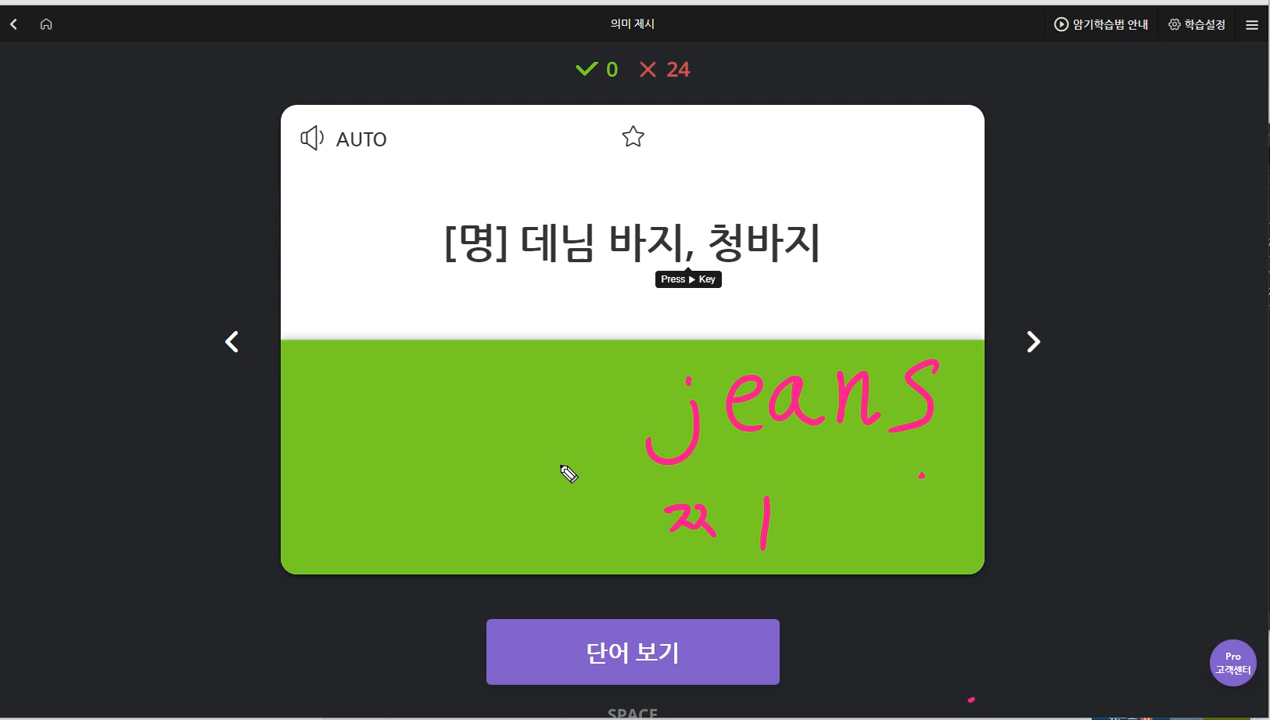 의미 제시
암기학습법 안내
학습설정
0
24
AUTO
[명] 데님 바지, 청바지
Press ▶ Key
jeans
찌
단어 보기
SPACE
Pro
고객센터